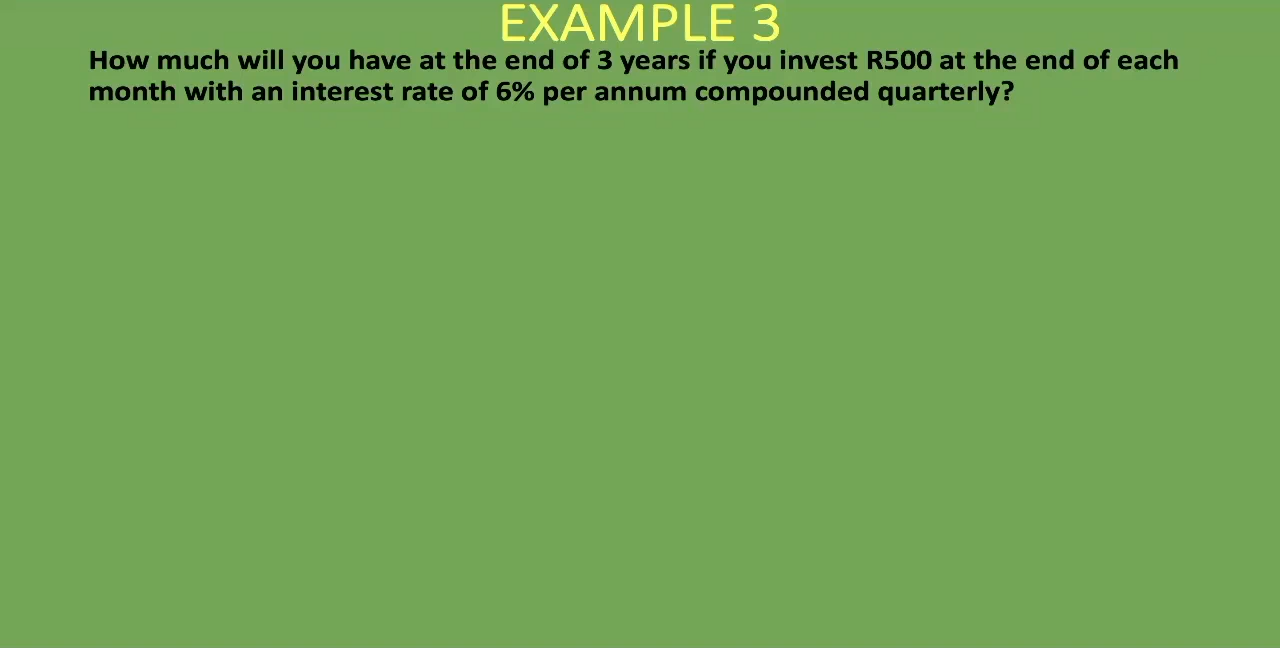 EXAMPLE 3
How much will you have at the end of 3 years if you invest R500 at the end of each
month with an interest rate of 6% per annum compounded quarterly?